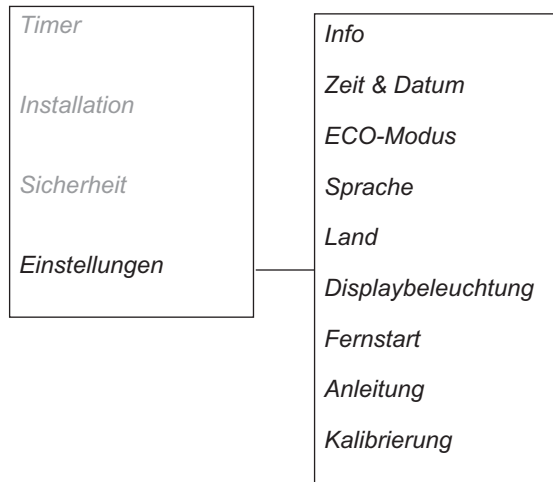 Timer
Installation
Sicherheit
Einstellungen
Info
Zeit & Datum
ECO-Modus
Sprache
Land
Displaybeleuchtung
Fernstart
Anleitung
Kalibrierung